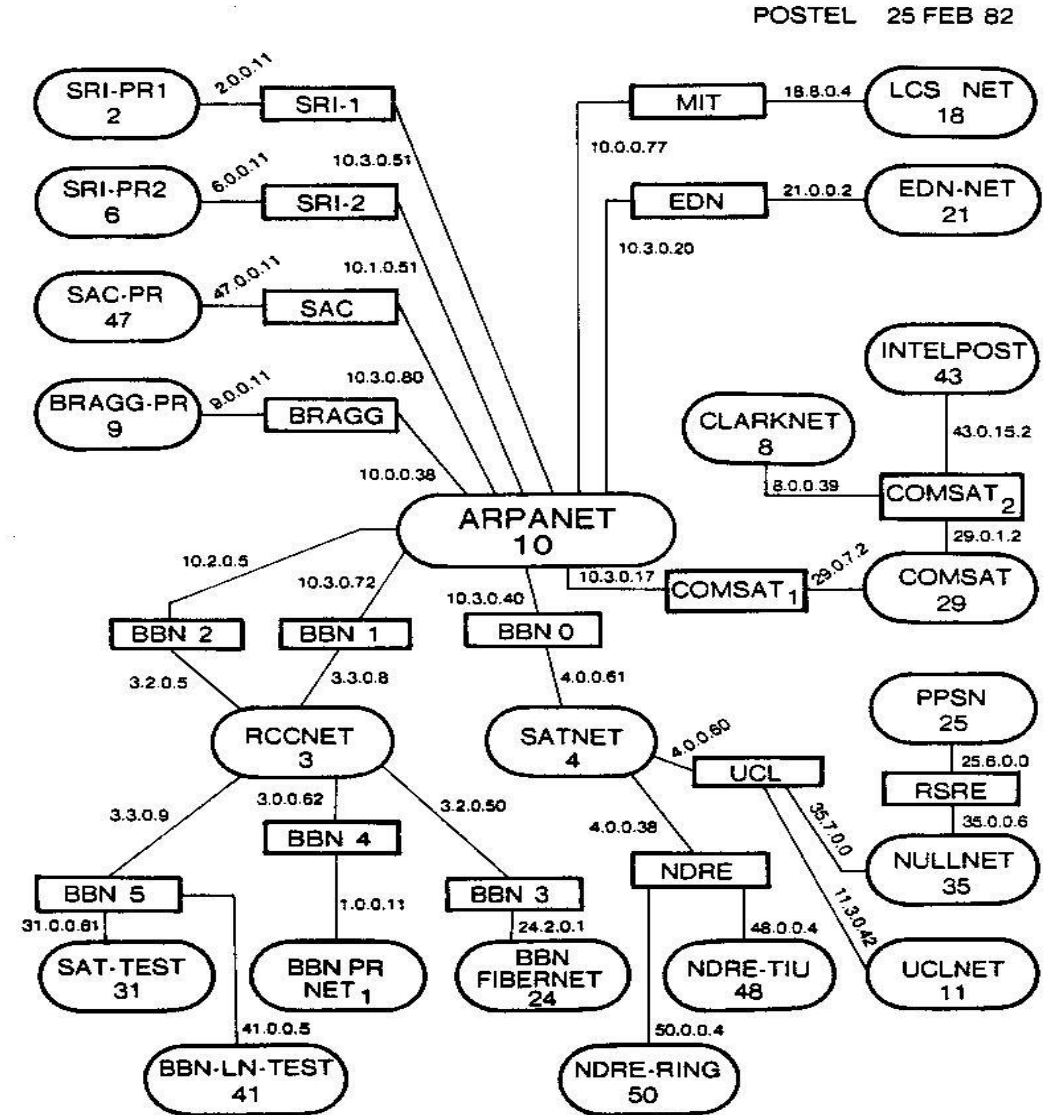 POSTEL 25 FEB 82
SRI-PR1
2
2.0.0.11
SRI-1
10.3.0.51
MIT
10.0.0.77
18.8.0.4
LCS NET
18
SRI-PR2
6
6.0.0.11
SRI-2
10.1.0.51
EDN
10.3.0.20
21.0.0.2
EDN-NET
21
SAC-PR
47
47.0.0.11
SAC
10.3.0.80
INTELPOST
43
43.0.15.2
BRAGG-PR
9
9.0.0.11
BRAGG
10.0.0.38
CLARKNET
8
8.0.0.39
COMSAT 2
29.0.1.2
ARPANET
10
10.2.0.5
10.3.0.72
10.3.0.40
10.3.0.17
COMSAT 1
29.0.7.2
COMSAT
29
BBN 2
BBN 1
BBN 0
3.2.0.5
3.3.0.8
4.0.0.61
RCCNET
3
SATNET
4
4.0.0.60
UCL
PPSN
25
25.6.0.0
RSRE
35.0.0.6
3.3.0.9
3.0.0.62
3.2.0.50
4.0.0.38
35.7.0.0
11.3.0.42
NULLNET
35
BBN 4
BBN 5
BBN 3
NDRE
31.0.0.61
1.0.0.11
24.2.0.1
48.0.0.4
SAT-TEST
31
BBN PR
NET 1
BBN
FIBERNET
24
NDRE-TIU
48
UCLNET
11
41.0.0.5
50.0.0.4
BBN-LN-TEST
41
NDRE-RING
50